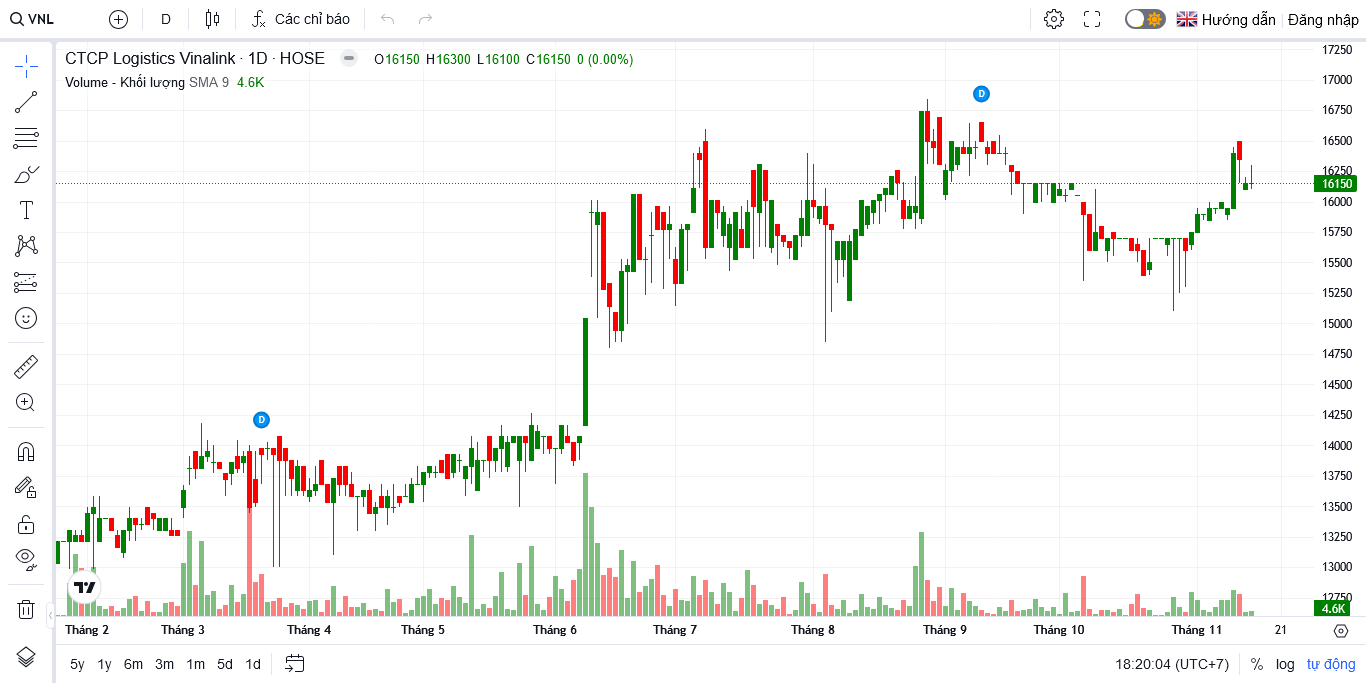 VNL D Các chỉ báo Hướng dẫn Đăng nhập
CTCP Logistics Vinalink · 1D · HOSE O16150 H16300 L16100 C16150 0 (0.00%)
Volume - Khối lượng SMA 9 4.6K
17250
17000
16750
16500
16250
16150
16000
15750
15500
15250
15000
14750
14500
14250
14000
13750
13500
13250
13000
12750
4.6K
D
D
T
Tháng 2 Tháng 3 Tháng 4 Tháng 5 Tháng 6 Tháng 7 Tháng 8 Tháng 9 Tháng 10 Tháng 11 21
5y 1y 6m 3m 1m 5d 1d 18:20:04 (UTC+7) % log tự động